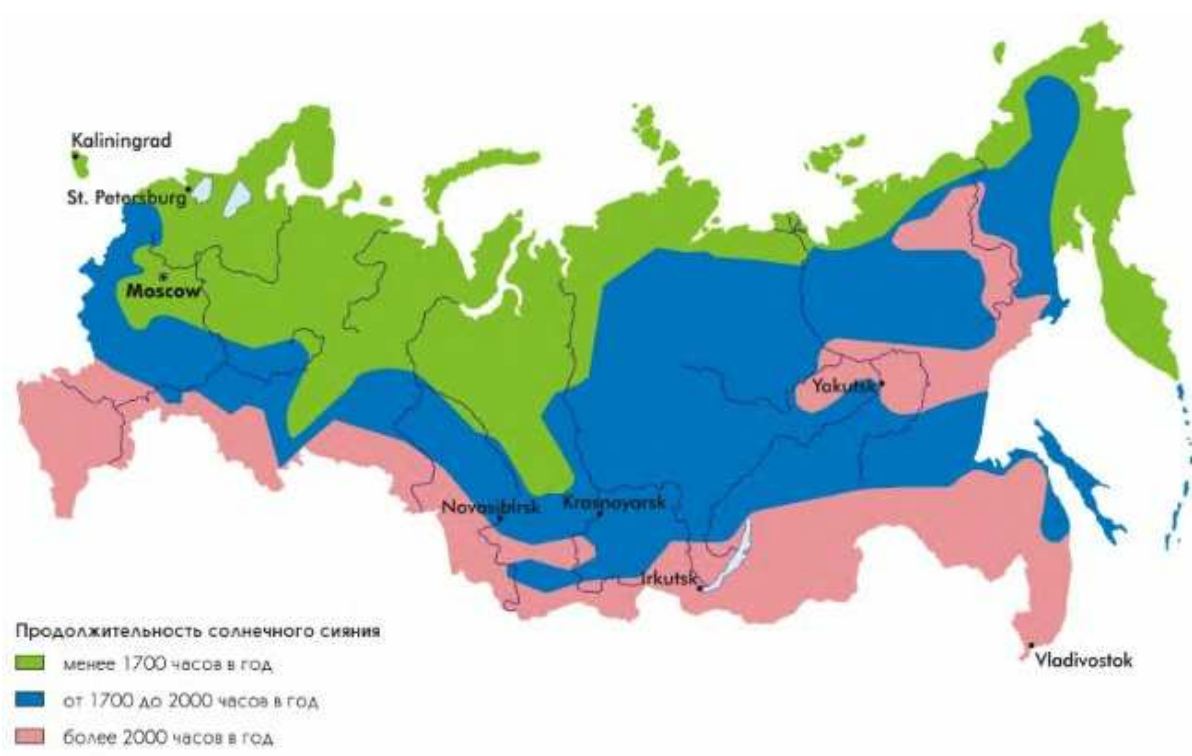 Kaliningrad
St. Petersburg
Moscow
Yakutsk
Novosibirsk
Krasnoyarsk
Irkutsk
Vladivostok
Продолжительность солнечного сияния
менее 1700 часов в год
от 1700 до 2000 часов в год
более 2000 часов в год